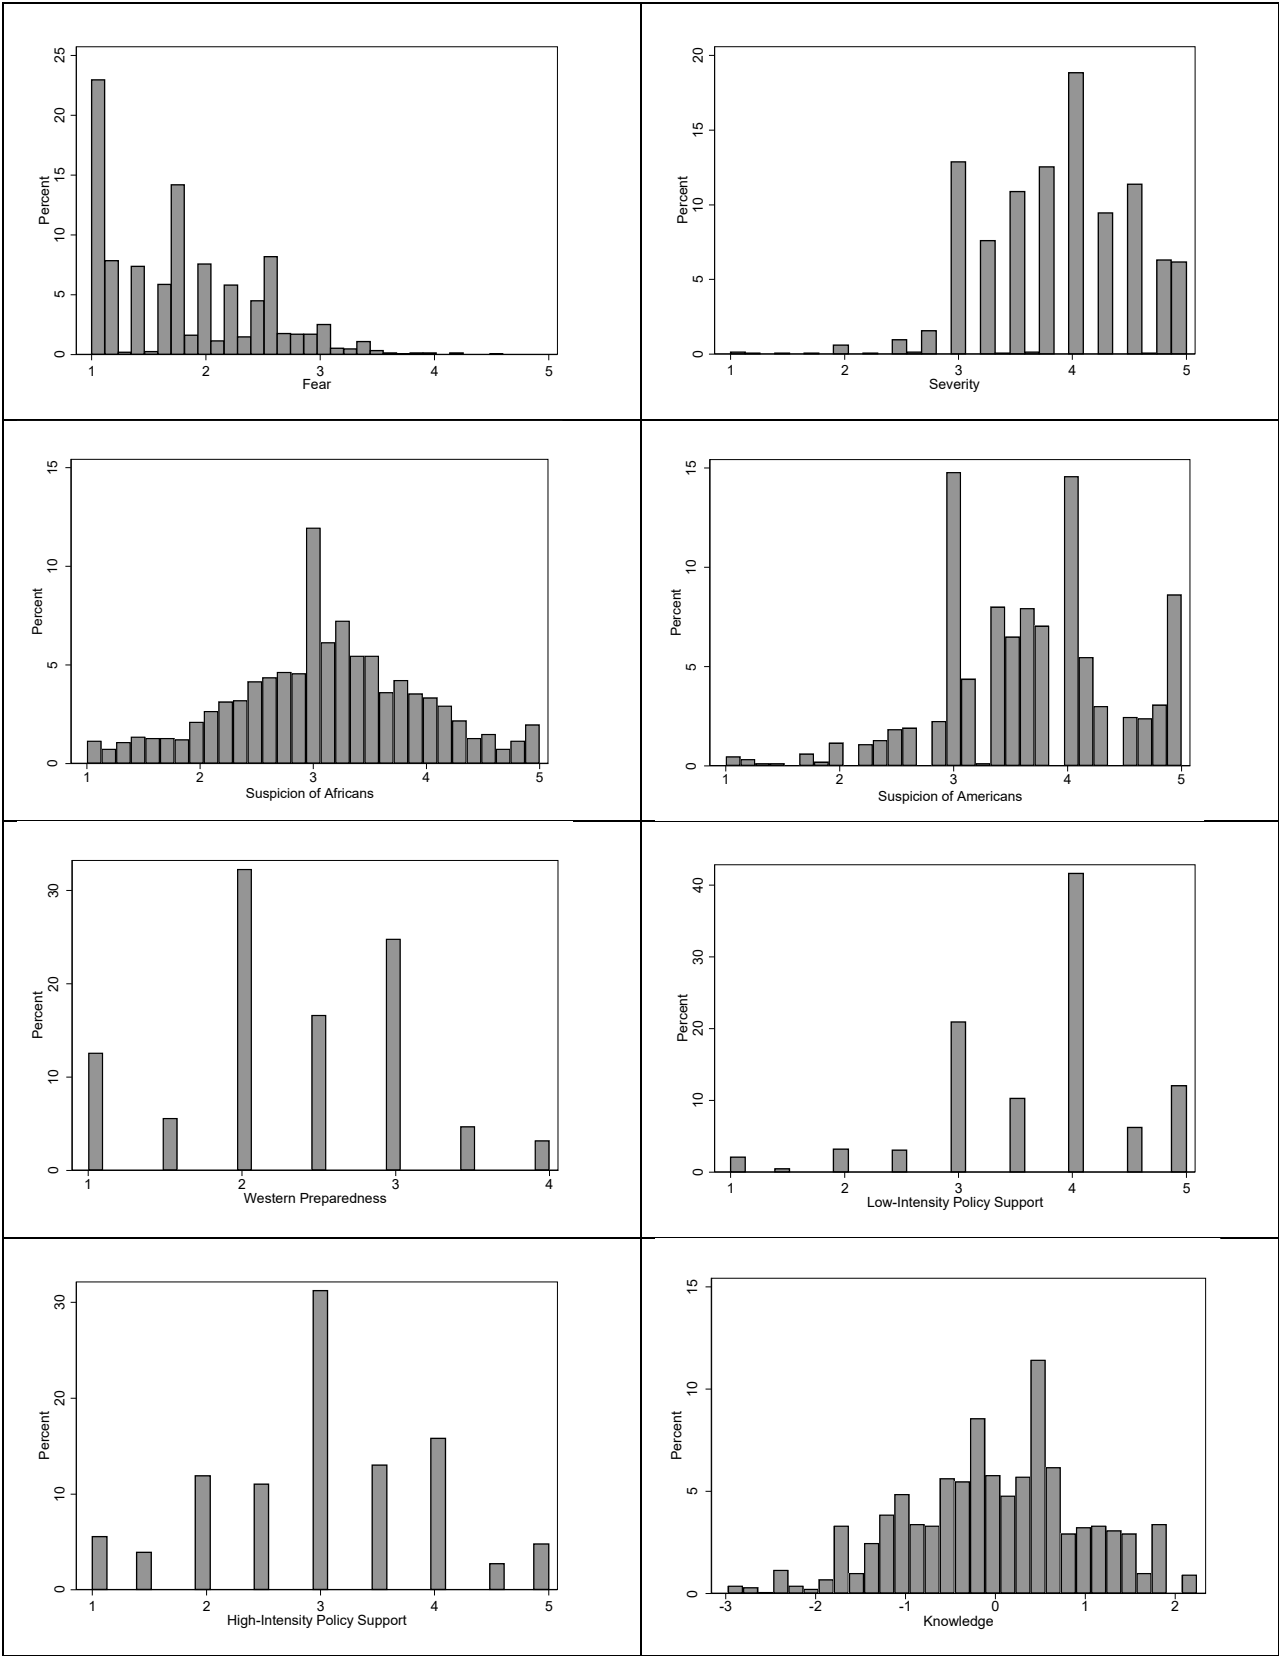 25
20
15
10
5
0
Percent
1 2 3 4 5
Fear
20
15
10
5
0
Percent
1 2 3 4 5
Severity
15
10
5
0
Percent
1 2 3 4 5
Suspicion of Africans
15
10
5
0
Percent
1 2 3 4 5
Suspicion of Americans
30
20
10
0
Percent
1 2 3 4
Western Preparedness
40
30
20
10
0
Percent
1 2 3 4 5
Low-Intensity Policy Support
30
20
10
0
Percent
1 2 3 4 5
High-Intensity Policy Support
15
10
5
0
Percent
-3 -2 -1 0 1 2
Knowledge